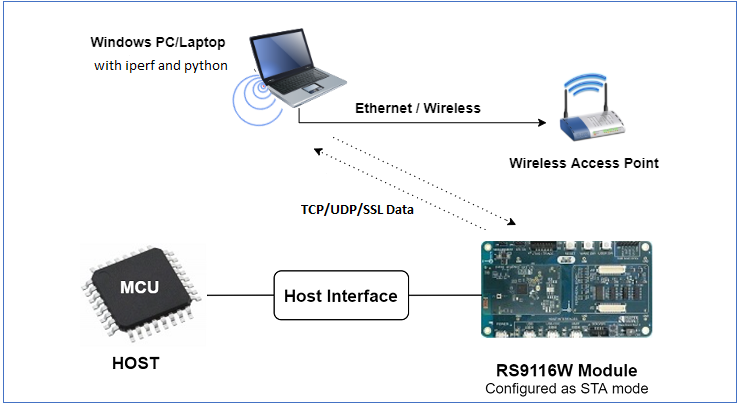 Windows PC/Laptop
with iperf and python
Ethernet / Wireless
Wireless Access Point
TCP/UDP/SSL Data
MCU
Host Interface
HOST
RS9116W Module
Configured as STA mode